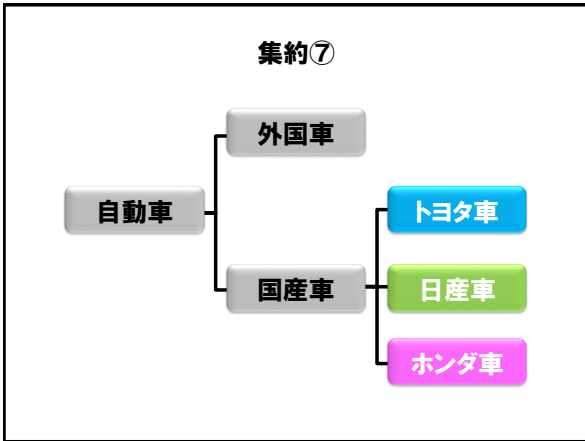 集約⑦
外国車
自動車
国産車
トヨタ車
日産車
ホンダ車